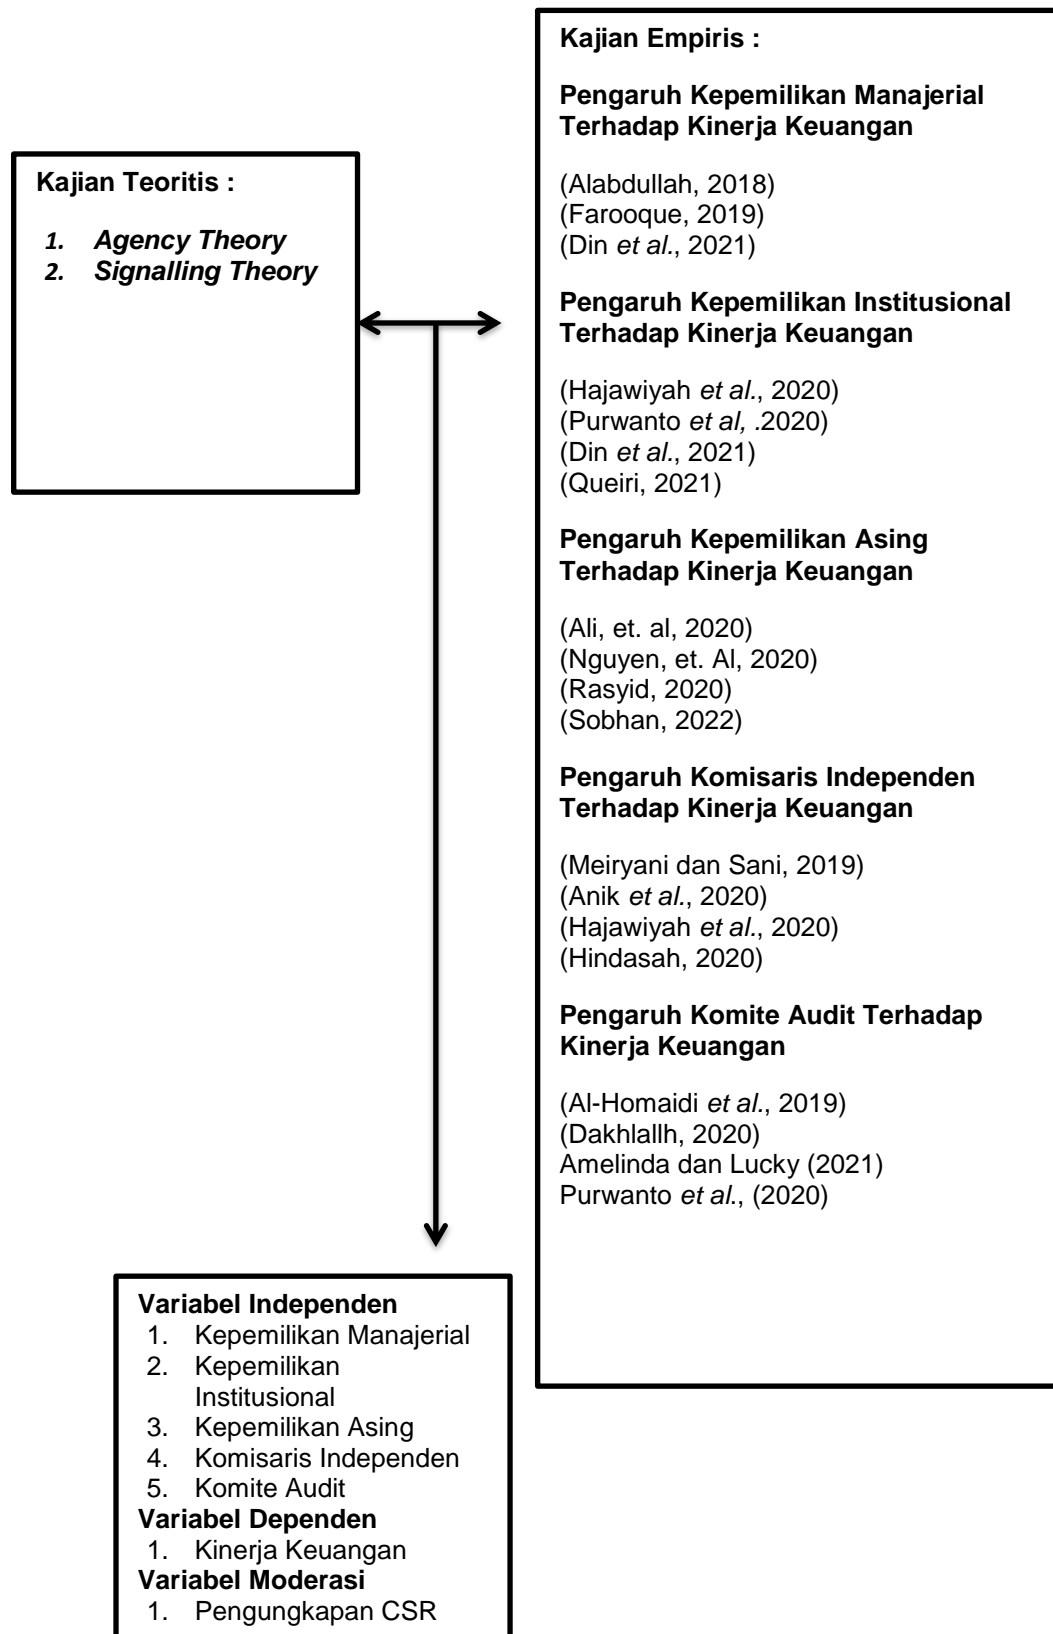 Kajian Teoritis :
1. Agency Theory
2. Signalling Theory
Kajian Empiris :
Pengaruh Kepemilikan Manajerial
Terhadap Kinerja Keuangan
(Alabdullah, 2018)
(Farooque, 2019)
(Din et al., 2021)
Pengaruh Kepemilikan Institusional
Terhadap Kinerja Keuangan
(Hajawiyah et al., 2020)
(Purwanto et al, .2020)
(Din et al., 2021)
(Queiri, 2021)
Pengaruh Kepemilikan Asing
Terhadap Kinerja Keuangan
(Ali, et. al, 2020)
(Nguyen, et. Al, 2020)
(Rasyid, 2020)
(Sobhan, 2022)
Pengaruh Komisaris Independen
Terhadap Kinerja Keuangan
(Meiryani dan Sani, 2019)
(Anik et al., 2020)
(Hajawiyah et al., 2020)
(Hindasah, 2020)
Pengaruh Komite Audit Terhadap
Kinerja Keuangan
(Al-Homaidi et al., 2019)
(Dakhlallh, 2020)
Amelinda dan Lucky (2021)
Purwanto et al., (2020)
Variabel Independen
1. Kepemilikan Manajerial
2. Kepemilikan
Institusional
3. Kepemilikan Asing
4. Komisaris Independen
5. Komite Audit
Variabel Dependen
1. Kinerja Keuangan
Variabel Moderasi
1. Pengungkapan CSR